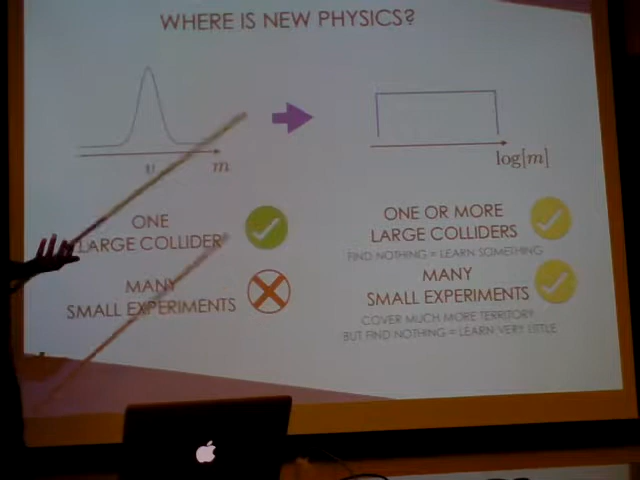 WHERE IS NEW PHYSICS?
υ
m
log[m]
ONE
LARGE COLLIDER
MANY
SMALL EXPERIMENTS
ONE OR MORE
LARGE COLLIDERS
FIND NOTHING = LEARN SOMETHING
MANY
SMALL EXPERIMENTS
COVER MUCH MORE TERRITORY
BUT FIND NOTHING = LEARN VERY LITTLE